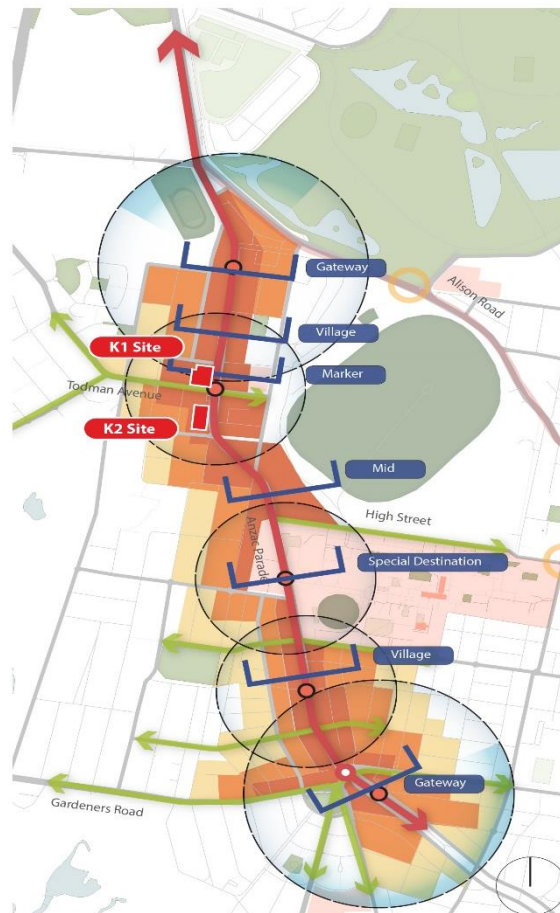 Gateway
Alison Road
Village
K1 Site
Marker
Todman Avenue
K2 Site
Mid
High Street
Anzac Parade
Special Destination
Village
Gateway
Gardeners Road